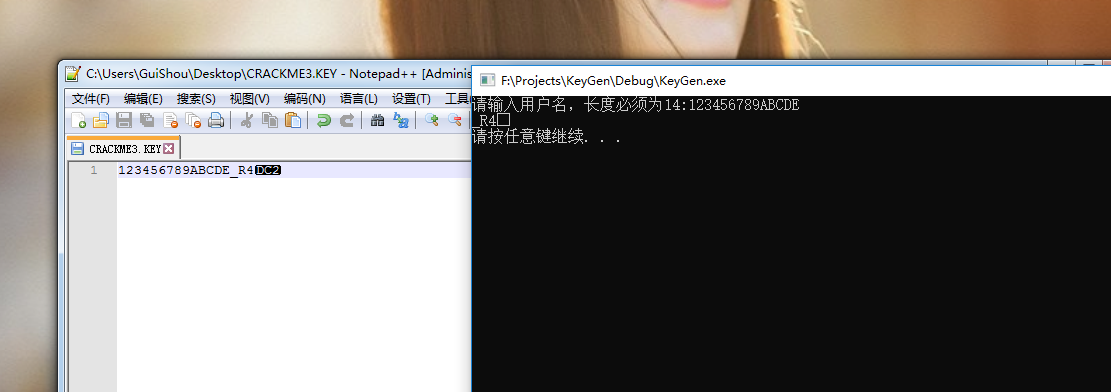 C:\Users\GuiShou\Desktop\CRACKME3.KEY - Notepad++ [Adminis
文件(F) 编辑(E) 搜索(S) 视图(V) 编码(N) 语言(L) 设置(T) 工具
CRACKME3.KEY
1 123456789ABCDE_R4DC2
F:\Projects\KeyGen\Debug\KeyGen.exe
请输入用户名，长度必须为14:123456789ABCDE
_R4□
请按任意键继续. . .